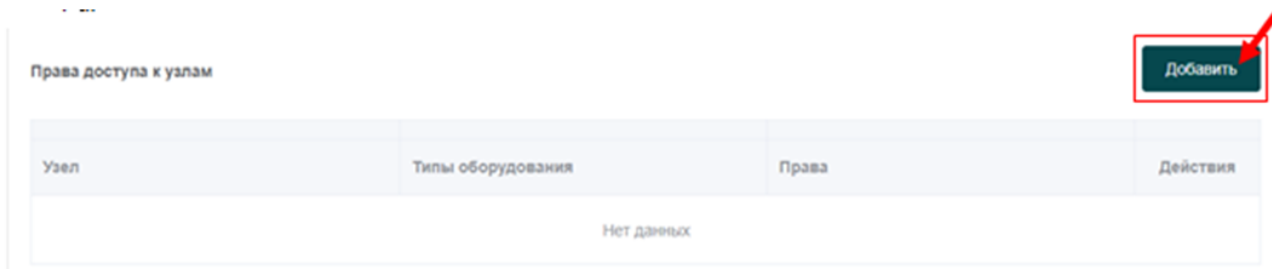 Права доступа к узлам
Добавить
Узел Типы оборудования Права Действия
Нет данных